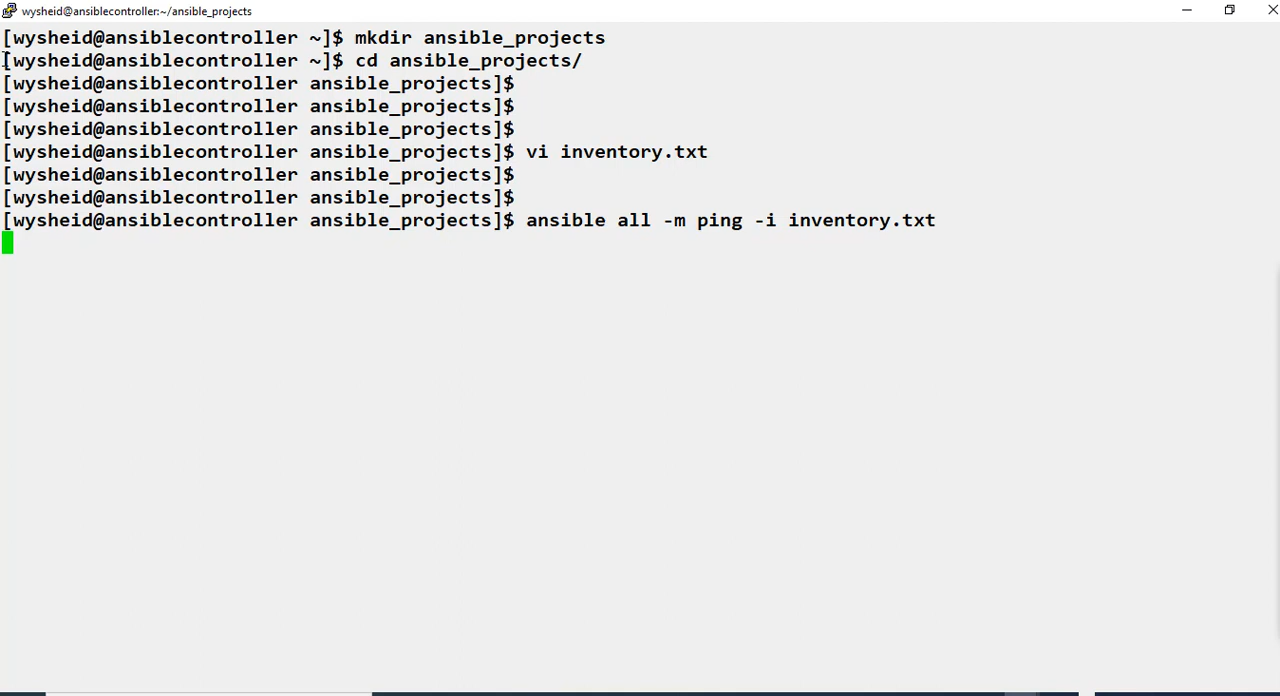 wysheid@ansiblecontroller:~/ansible_projects
[wysheid@ansiblecontroller ~]$ mkdir ansible_projects
[wysheid@ansiblecontroller ~]$ cd ansible_projects/
[wysheid@ansiblecontroller ansible_projects]$
[wysheid@ansiblecontroller ansible_projects]$
[wysheid@ansiblecontroller ansible_projects]$
[wysheid@ansiblecontroller ansible_projects]$ vi inventory.txt
[wysheid@ansiblecontroller ansible_projects]$
[wysheid@ansiblecontroller ansible_projects]$
[wysheid@ansiblecontroller ansible_projects]$ ansible all -m ping -i inventory.txt